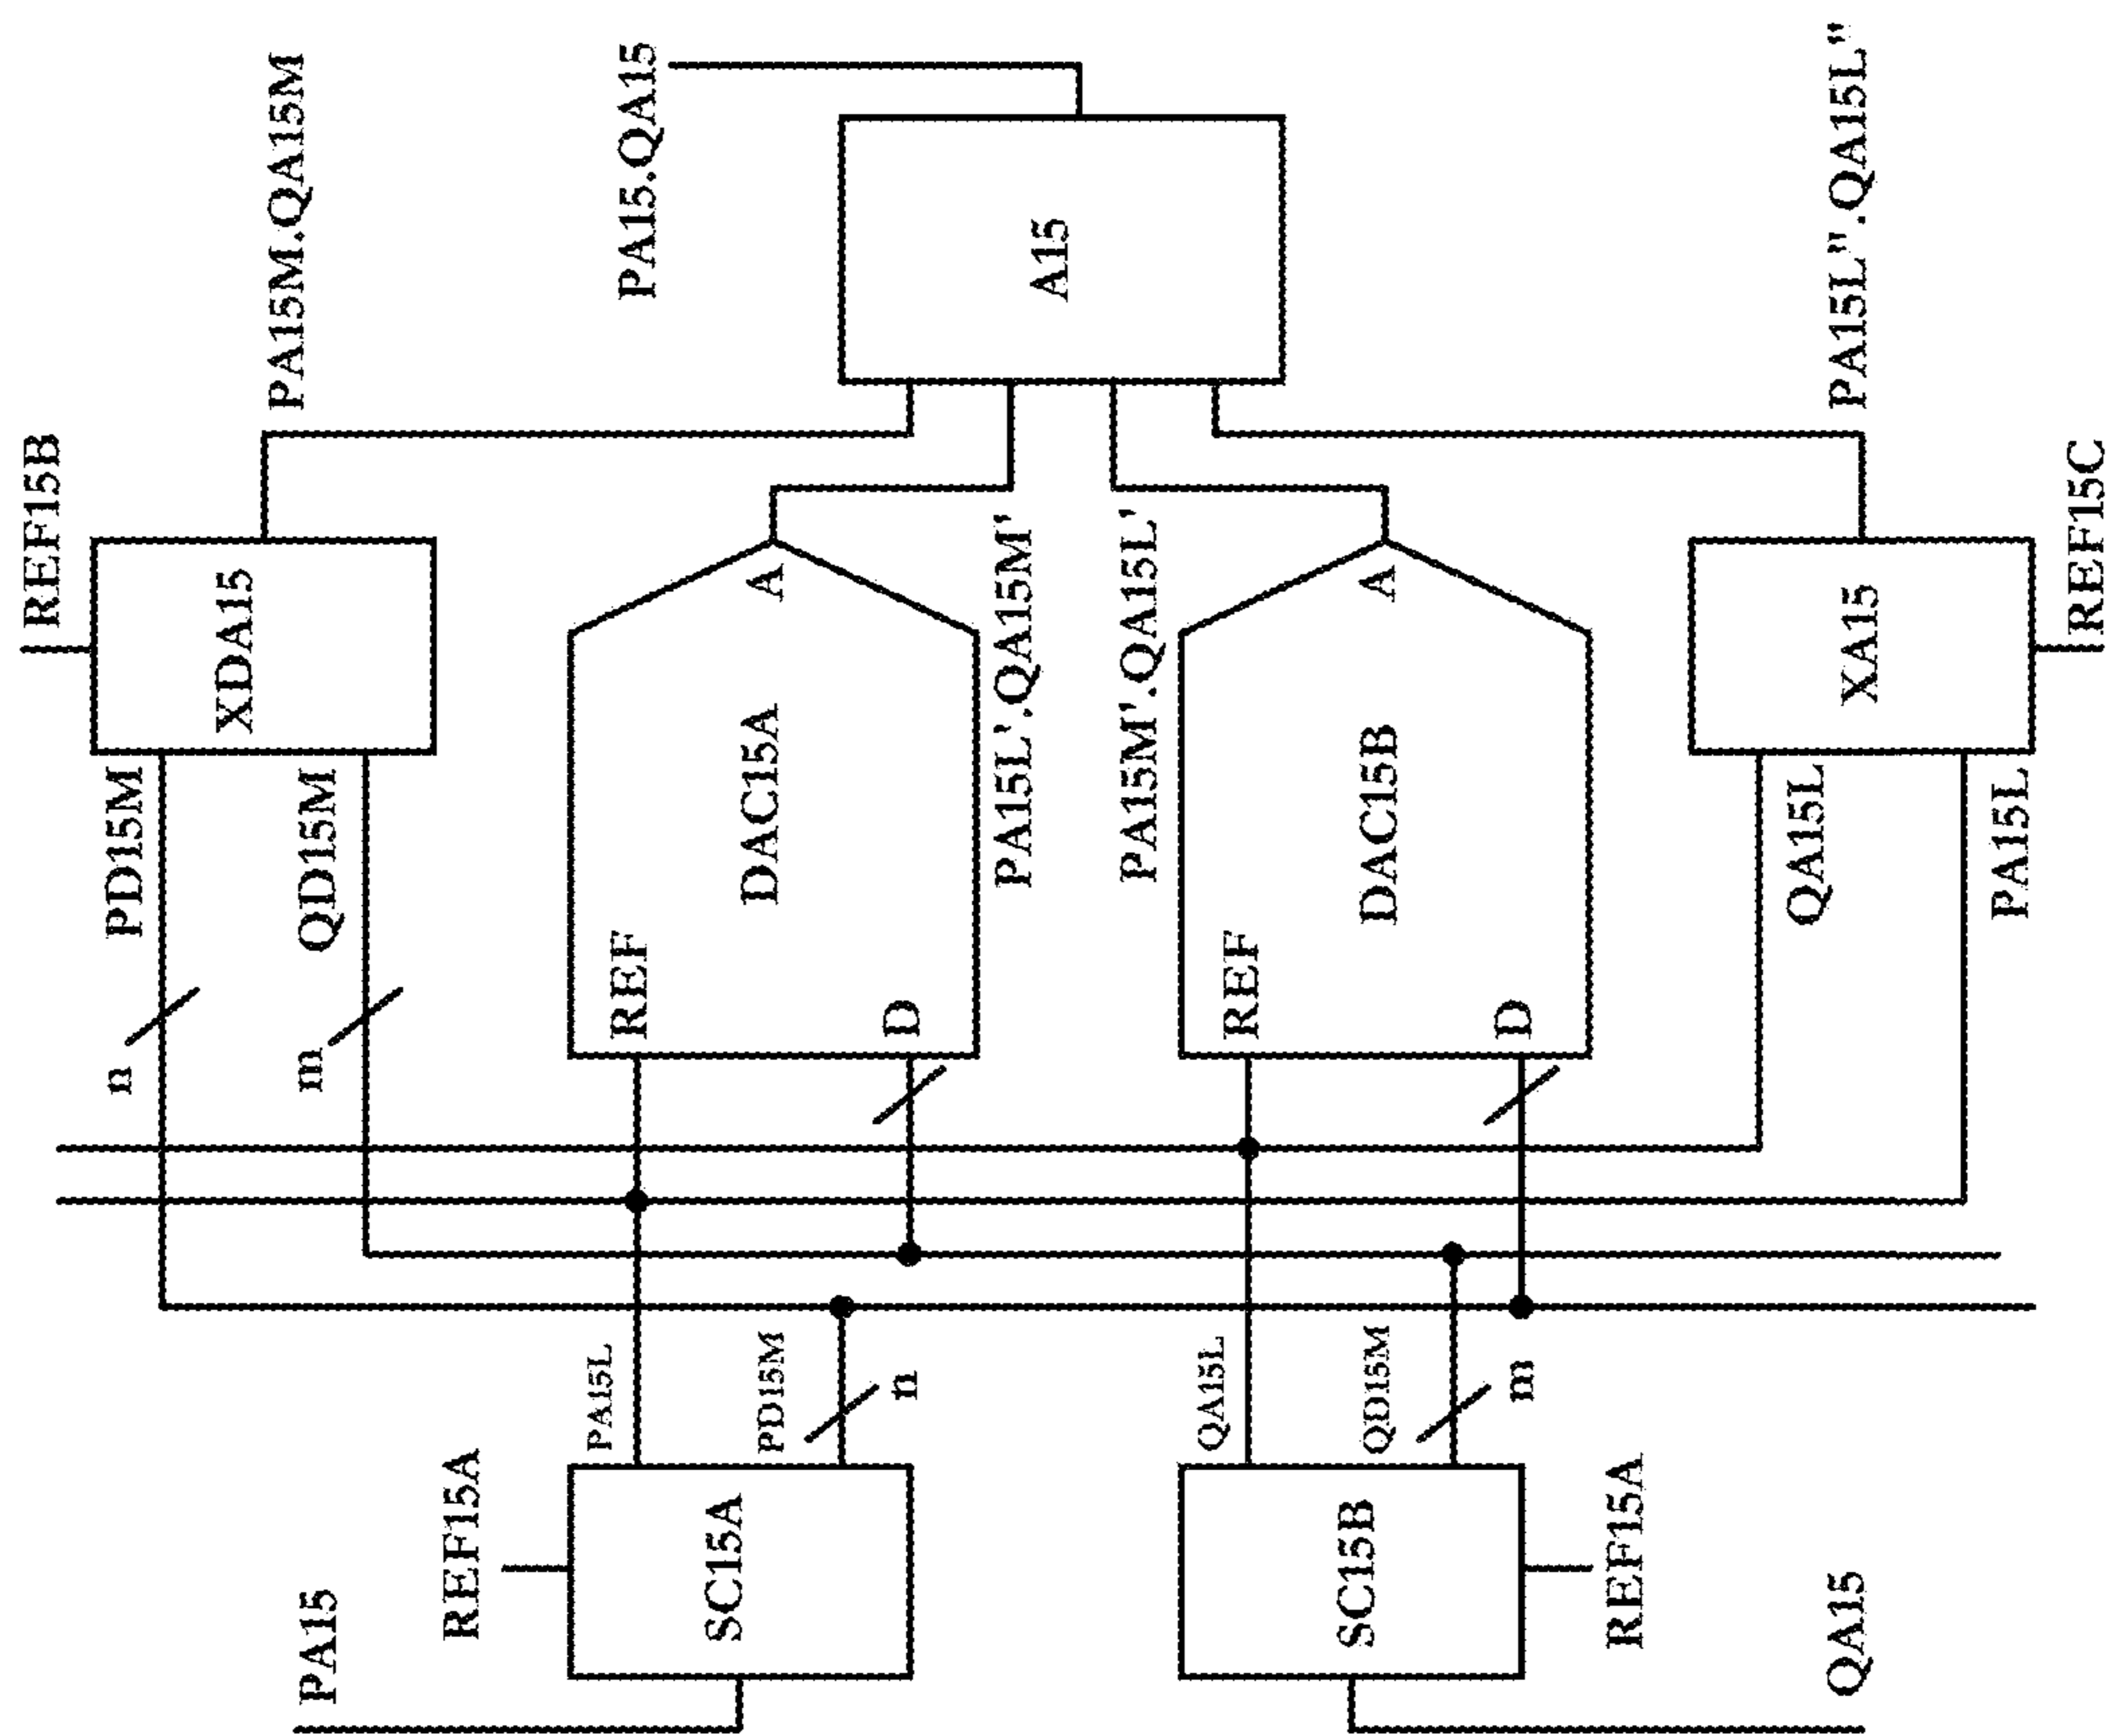 PA15
REF15A
SC15A
PA15L
PD15M
n
SC15B
REF15A
QA15
QA15L
QD15M
m
n
PD15M
m
QD15M
REF15B
XDA15
PA15M.QA15M
REF
D
DAC15A
A
PA15L'.QA15M'
REF
D
DAC15B
A
PA15M'.QA15L'
QA15L
PA15L
XA15
REF15C
PA15L".QA15L"
A15
PA15.QA15